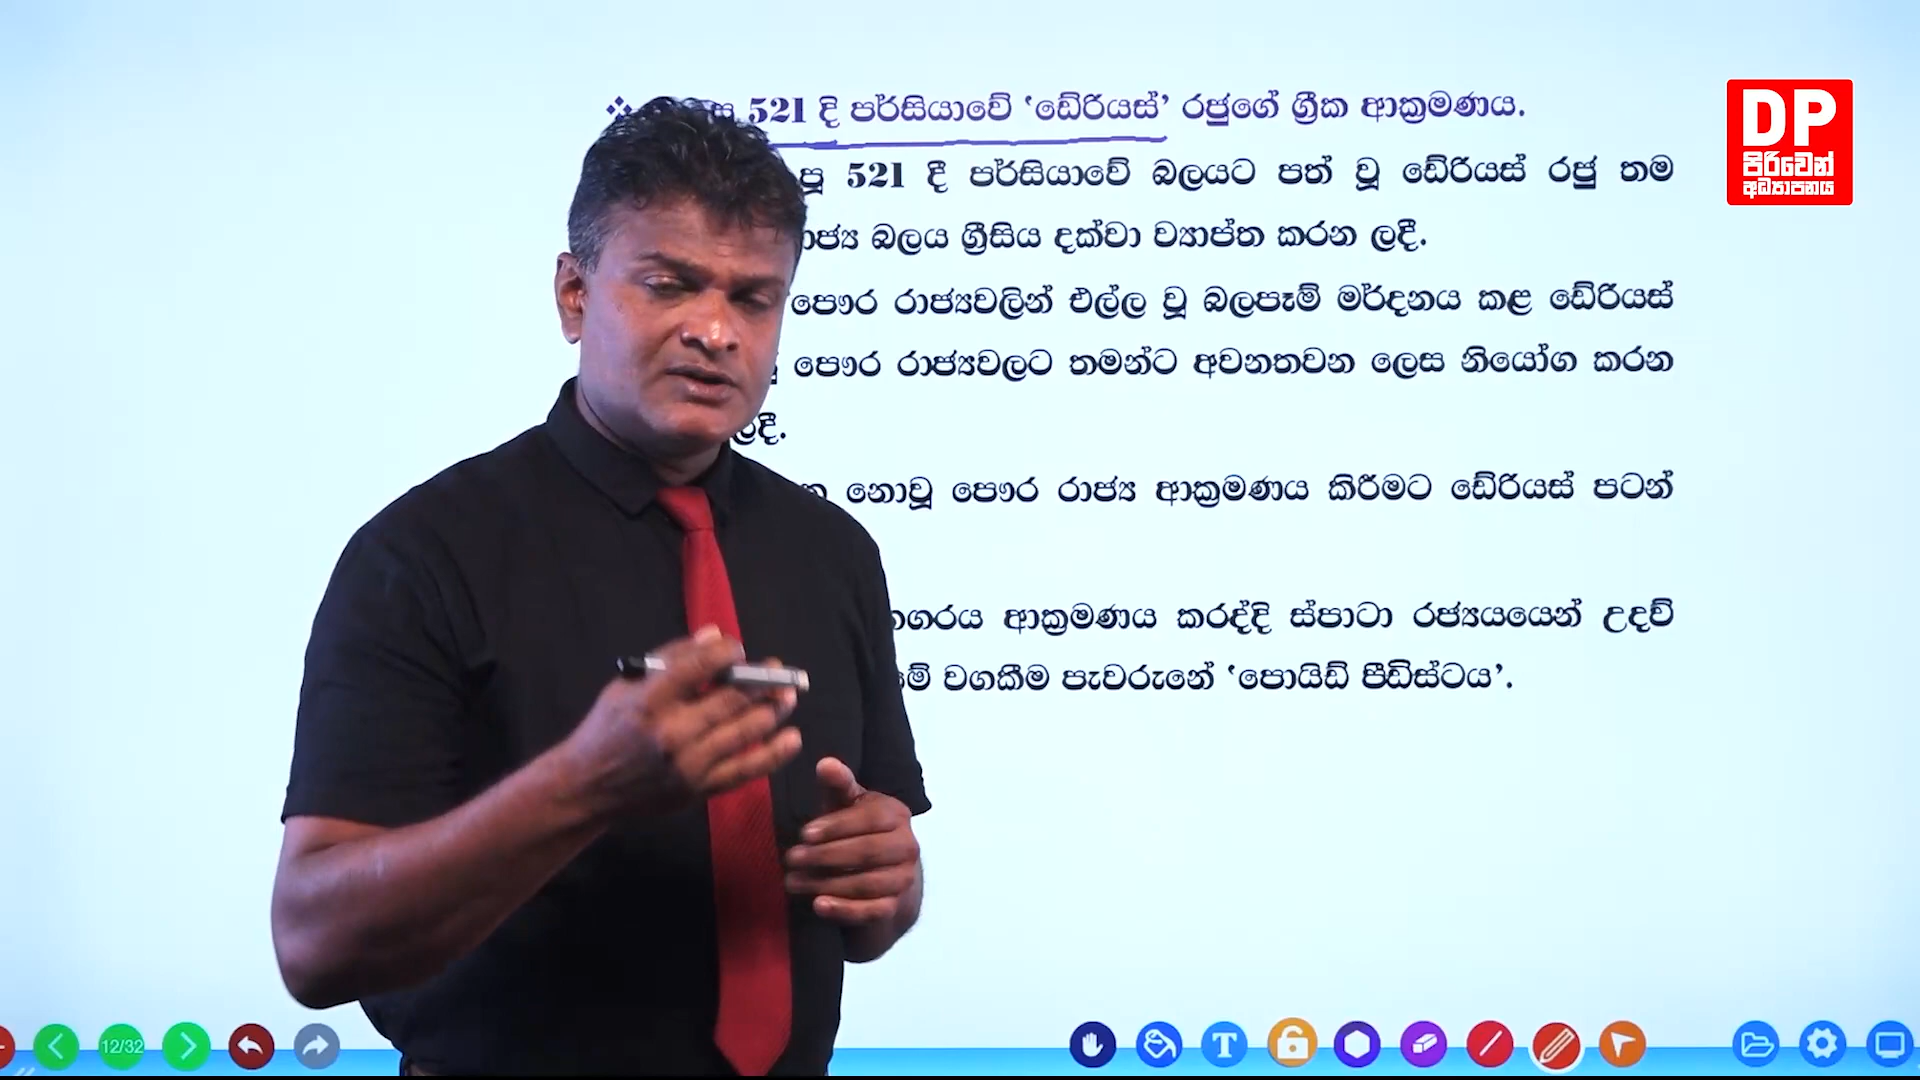 521 දි පර්සියාවේ ‘ඩේරියස්’ රජුගේ ග්‍රීක ආක්‍රමණය.
පූ 521 දී පර්සියාවේ බලයට පත් වූ ඩේරියස් රජු තම
බලය ග්‍රීසිය දක්වා ව්‍යාප්ත කරන ලදී.
පෞර රාජ්‍යවලින් එල්ල වූ බලපෑම් මර්දනය කළ ඩේරියස්
පෞර රාජ්‍යවලට තමන්ට අවනතවන ලෙස නියෝග කරන
ලදී.
නොවූ පෞර රාජ්‍ය ආක්‍රමණය කිරීමට ඩේරියස් පටන්
ආක්‍රමණය කරද්දි ස්පාටා රජ්‍යයයෙන් උදව්
වගකීම පැවරුනේ ‘පොයිඩ් පීඩිස්ටය’.
DP
පිරිවෙන්
අධ්‍යාපනය
12/32
T